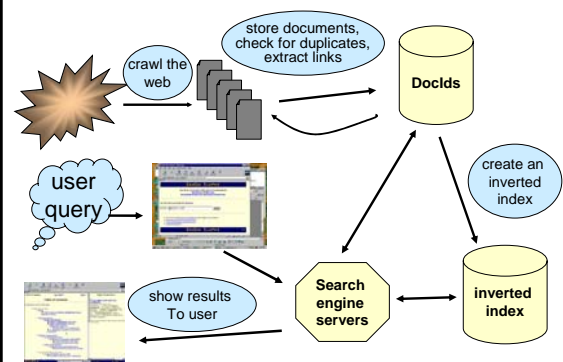 store documents,
check for duplicates,
extract links
crawl the
web
DocIds
create an
inverted
index
user
query
Search
engine
servers
inverted
index
show results
To user